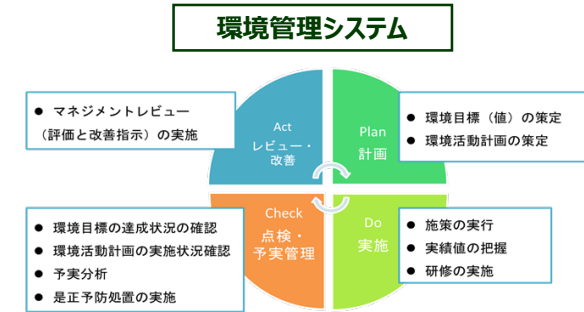 環境管理システム
● マネジメントレビュー
（評価と改善指示）の実施
Act
レビュー・
改善
Plan
計画
● 環境目標（値）の策定
● 環境活動計画の策定
● 環境目標の達成状況の確認
● 環境活動計画の実施状況確認
● 予実分析
● 是正予防処置の実施
Check
点検・
予実管理
Do
実施
● 施策の実行
● 実績値の把握
● 研修の実施